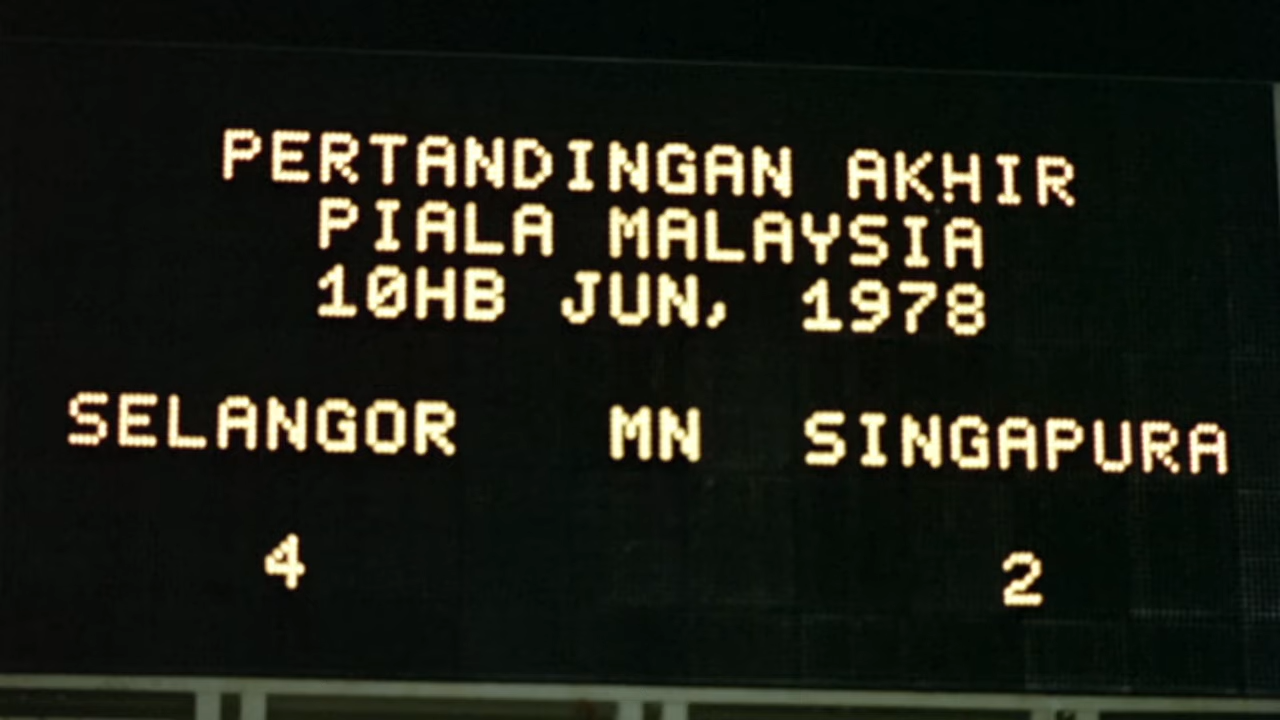 PERTANDINGAN AKHIR
PIALA MALAYSIA
10HB JUN, 1978
SELANGOR MN SINGAPURA
4 2